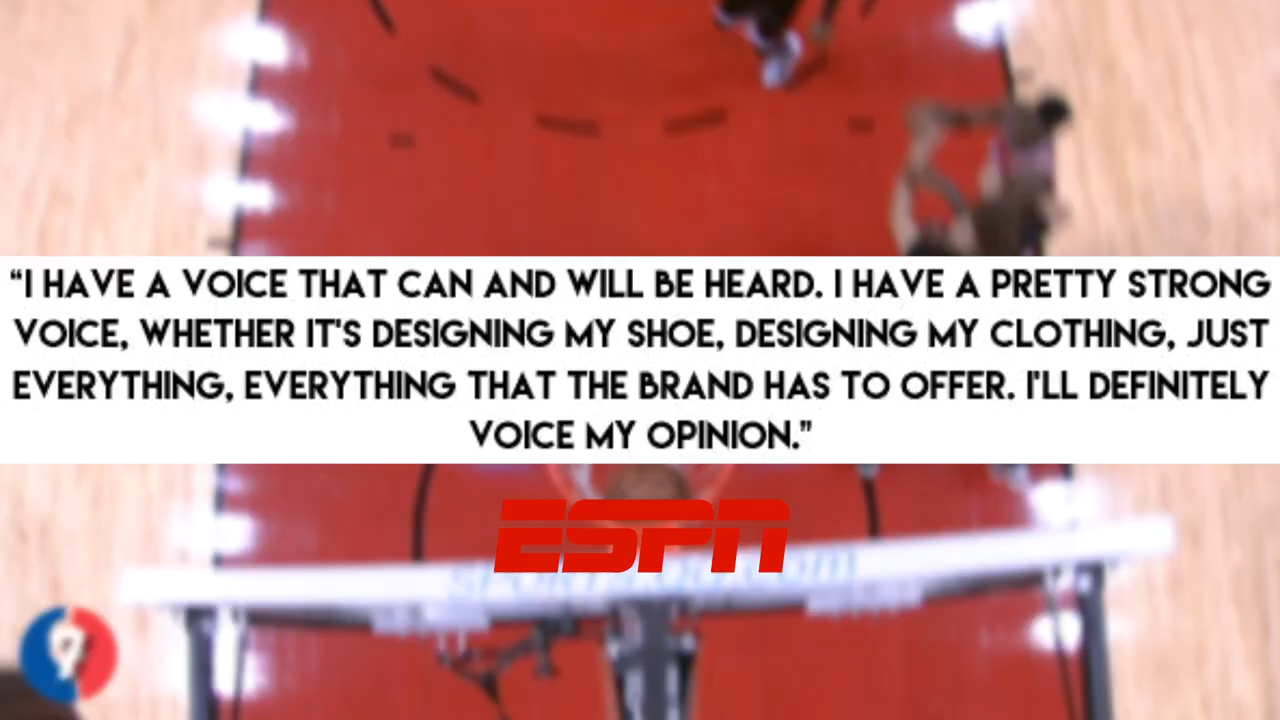 “I HAVE A VOICE THAT CAN AND WILL BE HEARD. I HAVE A PRETTY STRONG
VOICE, WHETHER IT'S DESIGNING MY SHOE, DESIGNING MY CLOTHING, JUST
EVERYTHING, EVERYTHING THAT THE BRAND HAS TO OFFER. I'LL DEFINITELY
VOICE MY OPINION.”
ESPN
9